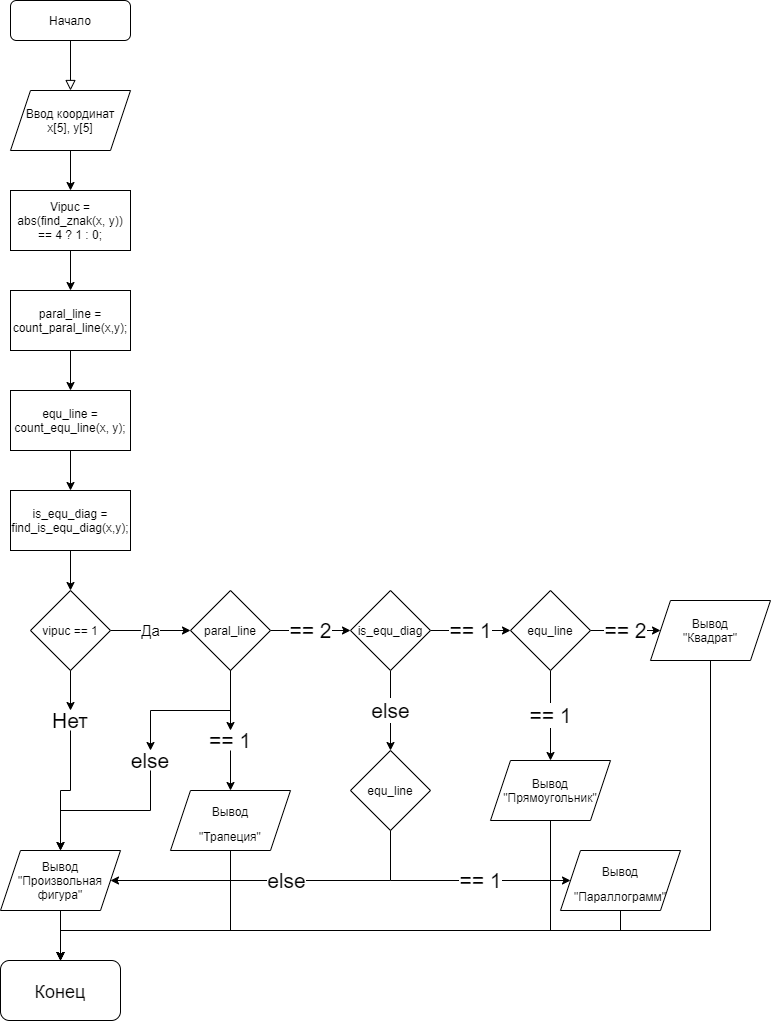 Начало
Ввод координат
x[5], y[5]
Vipuc =
abs(find_znak(x, y))
== 4 ? 1 : 0;
paral_line =
count_paral_line(x,y);
equ_line =
count_equ_line(x, y);
is_equ_diag =
find_is_equ_diag(x,y);
vipuc == 1
Да
paral_line
== 2
is_equ_diag
== 1
equ_line
== 2
Вывод
"Квадрат"
Нет
else
== 1
else
== 1
equ_line
Вывод
"Прямоугольник"
Вывод
"Трапеция"
Вывод
"Произвольная
фигура"
else
== 1
Вывод
"Параллограмм"
Конец